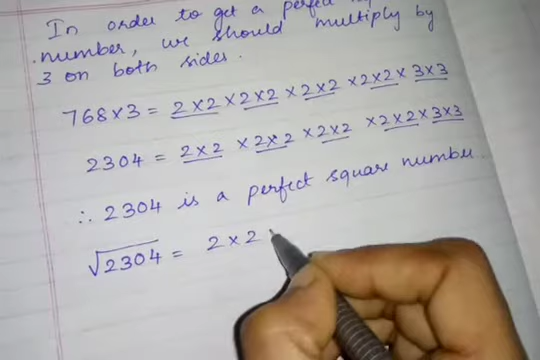 In order to get a perfect
number, we should multiply by
3 on both sides.
768×3 = 2×2 × 2×2 × 2×2 × 2×2 × 3×3
2304 = 2×2 × 2×2 × 2×2 × 2×2 × 3×3
∴ 2304 is a perfect square number.
√2304 = 2×2